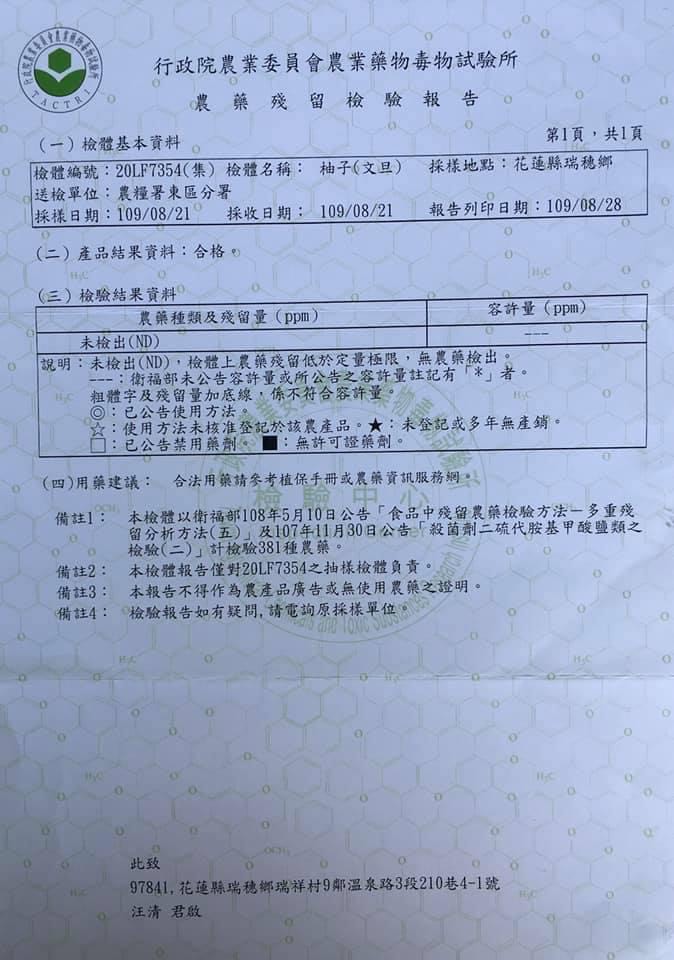 行政院農業委員會農業藥物毒物試驗所
TACTRI
行政院農業委員會農業藥物毒物試驗所
農藥殘留檢驗報告
(一)檢體基本資料
第1頁,共1頁
檢體編號:20LF7354(集) 檢體名稱: 柚子(文旦) 採樣地點:花蓮縣瑞穗鄉
送檢單位:農糧署東區分署
採樣日期:109/08/21 採收日期: 109/08/21 報告列印日期:109/08/28
(二)產品結果資料:合格。
(三)檢驗結果資料
農藥種類及殘留量(ppm) 容許量(ppm)
未檢出(ND) ---
說明:未檢出(ND),檢體上農藥殘留低於定量極限,無農藥檢出。
---:衛福部未公告容許量或所公告之容許量註記有「*」者。
粗體字及殘留量加底線,係不符合容許量。
◎:已公告使用方法。
☆:使用方法未核准登記於該農產品。★:未登記或多年無產銷。
□:已公告禁用藥劑。■:無許可證藥劑。
(四)用藥建議: 合法用藥請參考植保手冊或農藥資訊服務網。
檢驗中心
備註1: 本檢體以衛福部108年5月10日公告「食品中殘留農藥檢驗方法-多重殘
留分析方法(五)」及107年11月30日公告「殺菌劑二硫代胺基甲酸鹽類之
檢驗(二)」計檢驗381種農藥。
備註2: 本檢體報告僅對20LF7354之抽樣檢體負責。
備註3: 本報告不得作為農產品廣告或無使用農藥之證明。
備註4: 檢驗報告如有疑問,請電詢原採樣單位。
此致
97841,花蓮縣瑞穗鄉瑞祥村9鄰溫泉路3段210巷4-1號
汪清 君啟